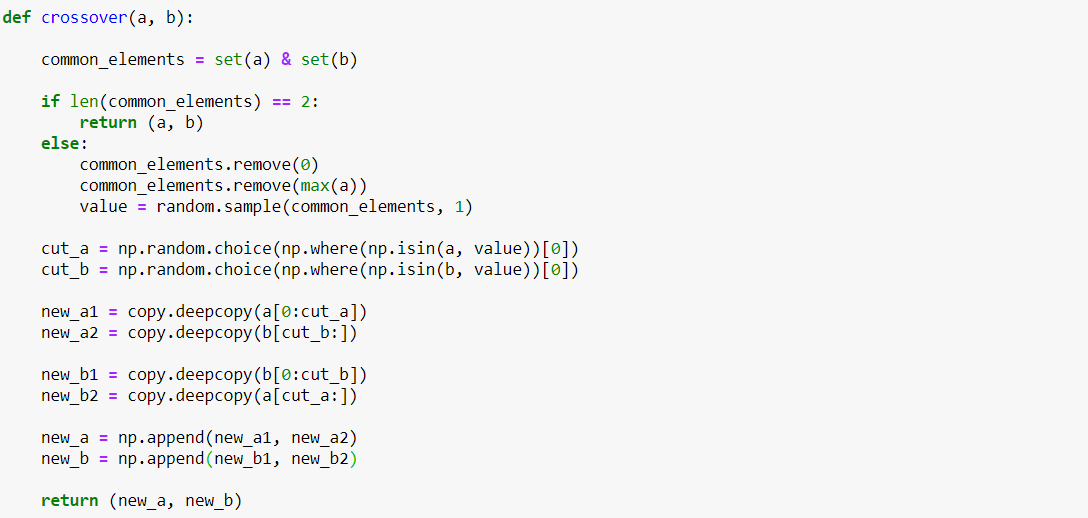 def crossover(a, b):

    common_elements = set(a) & set(b)

    if len(common_elements) == 2:
        return (a, b)
    else:
        common_elements.remove(0)
        common_elements.remove(max(a))
        value = random.sample(common_elements, 1)

    cut_a = np.random.choice(np.where(np.isin(a, value))[0])
    cut_b = np.random.choice(np.where(np.isin(b, value))[0])

    new_a1 = copy.deepcopy(a[0:cut_a])
    new_a2 = copy.deepcopy(b[cut_b:])

    new_b1 = copy.deepcopy(b[0:cut_b])
    new_b2 = copy.deepcopy(a[cut_a:])

    new_a = np.append(new_a1, new_a2)
    new_b = np.append(new_b1, new_b2)

    return (new_a, new_b)